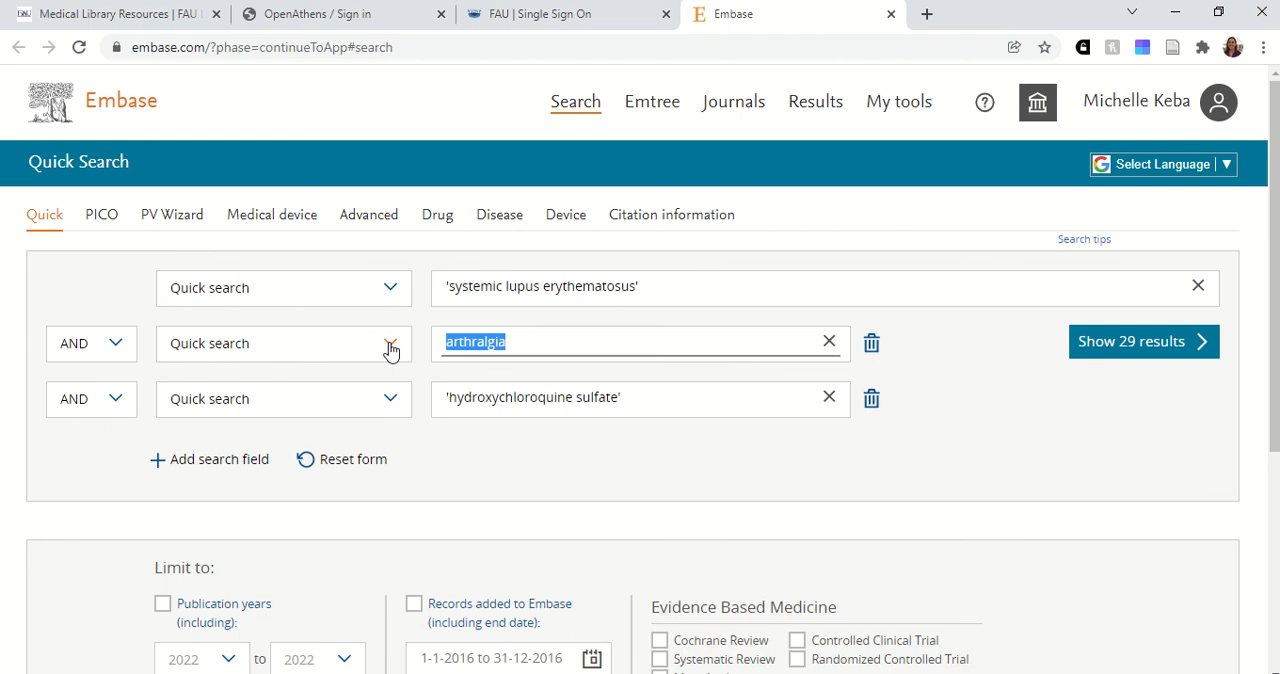 FAU Medical Library Resources | FAU
OpenAthens / Sign in
FAU | Single Sign On
Embase
embase.com/?phase=continueToApp#search
Embase
Search Emtree Journals Results My tools Michelle Keba
Quick Search
Select Language
Quick PICO PV Wizard Medical device Advanced Drug Disease Device Citation information
Search tips
Quick search 'systemic lupus erythematosus'
AND Quick search arthralgia Show 29 results
AND Quick search 'hydroxychloroquine sulfate'
Add search field Reset form
Limit to:
Publication years
(including):
2022 to 2022
Records added to Embase
(including end date):
1-1-2016 to 31-12-2016
Evidence Based Medicine
Cochrane Review Controlled Clinical Trial
Systematic Review Randomized Controlled Trial